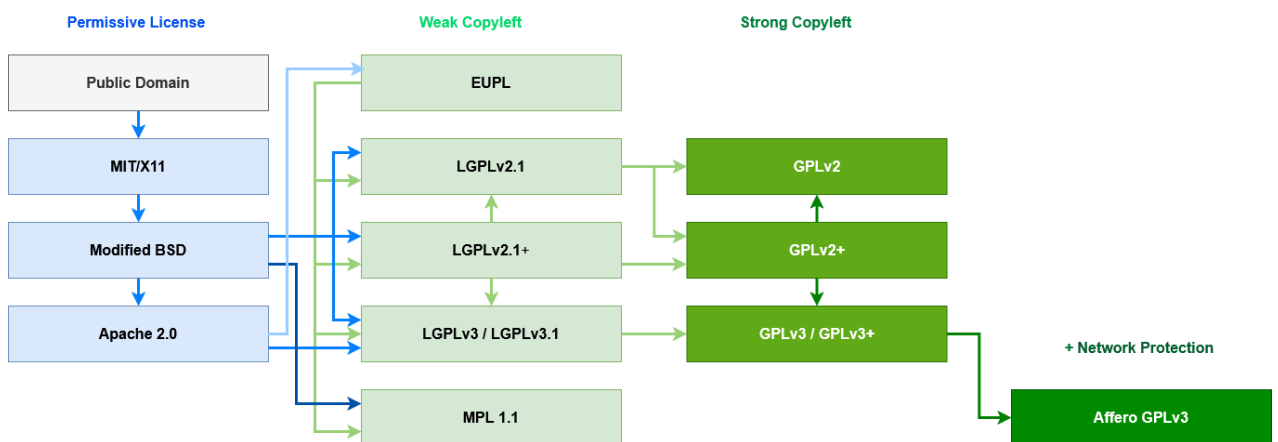 Permissive License
Weak Copyleft
Strong Copyleft
Public Domain
EUPL
MIT/X11
LGPLv2.1
GPLv2
Modified BSD
LGPLv2.1+
GPLv2+
Apache 2.0
LGPLv3 / LGPLv3.1
GPLv3 / GPLv3+
+ Network Protection
MPL 1.1
Affero GPLv3